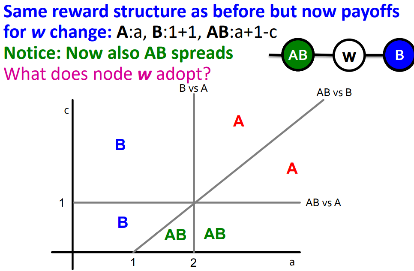 Same reward structure as before but now payoffs
for w change: A:a, B:1+1, AB:a+1-c
Notice: Now also AB spreads
What does node w adopt?
AB w B
B vs A
AB vs B
c
A
B
A
1
AB vs A
B
AB AB
1 2 a